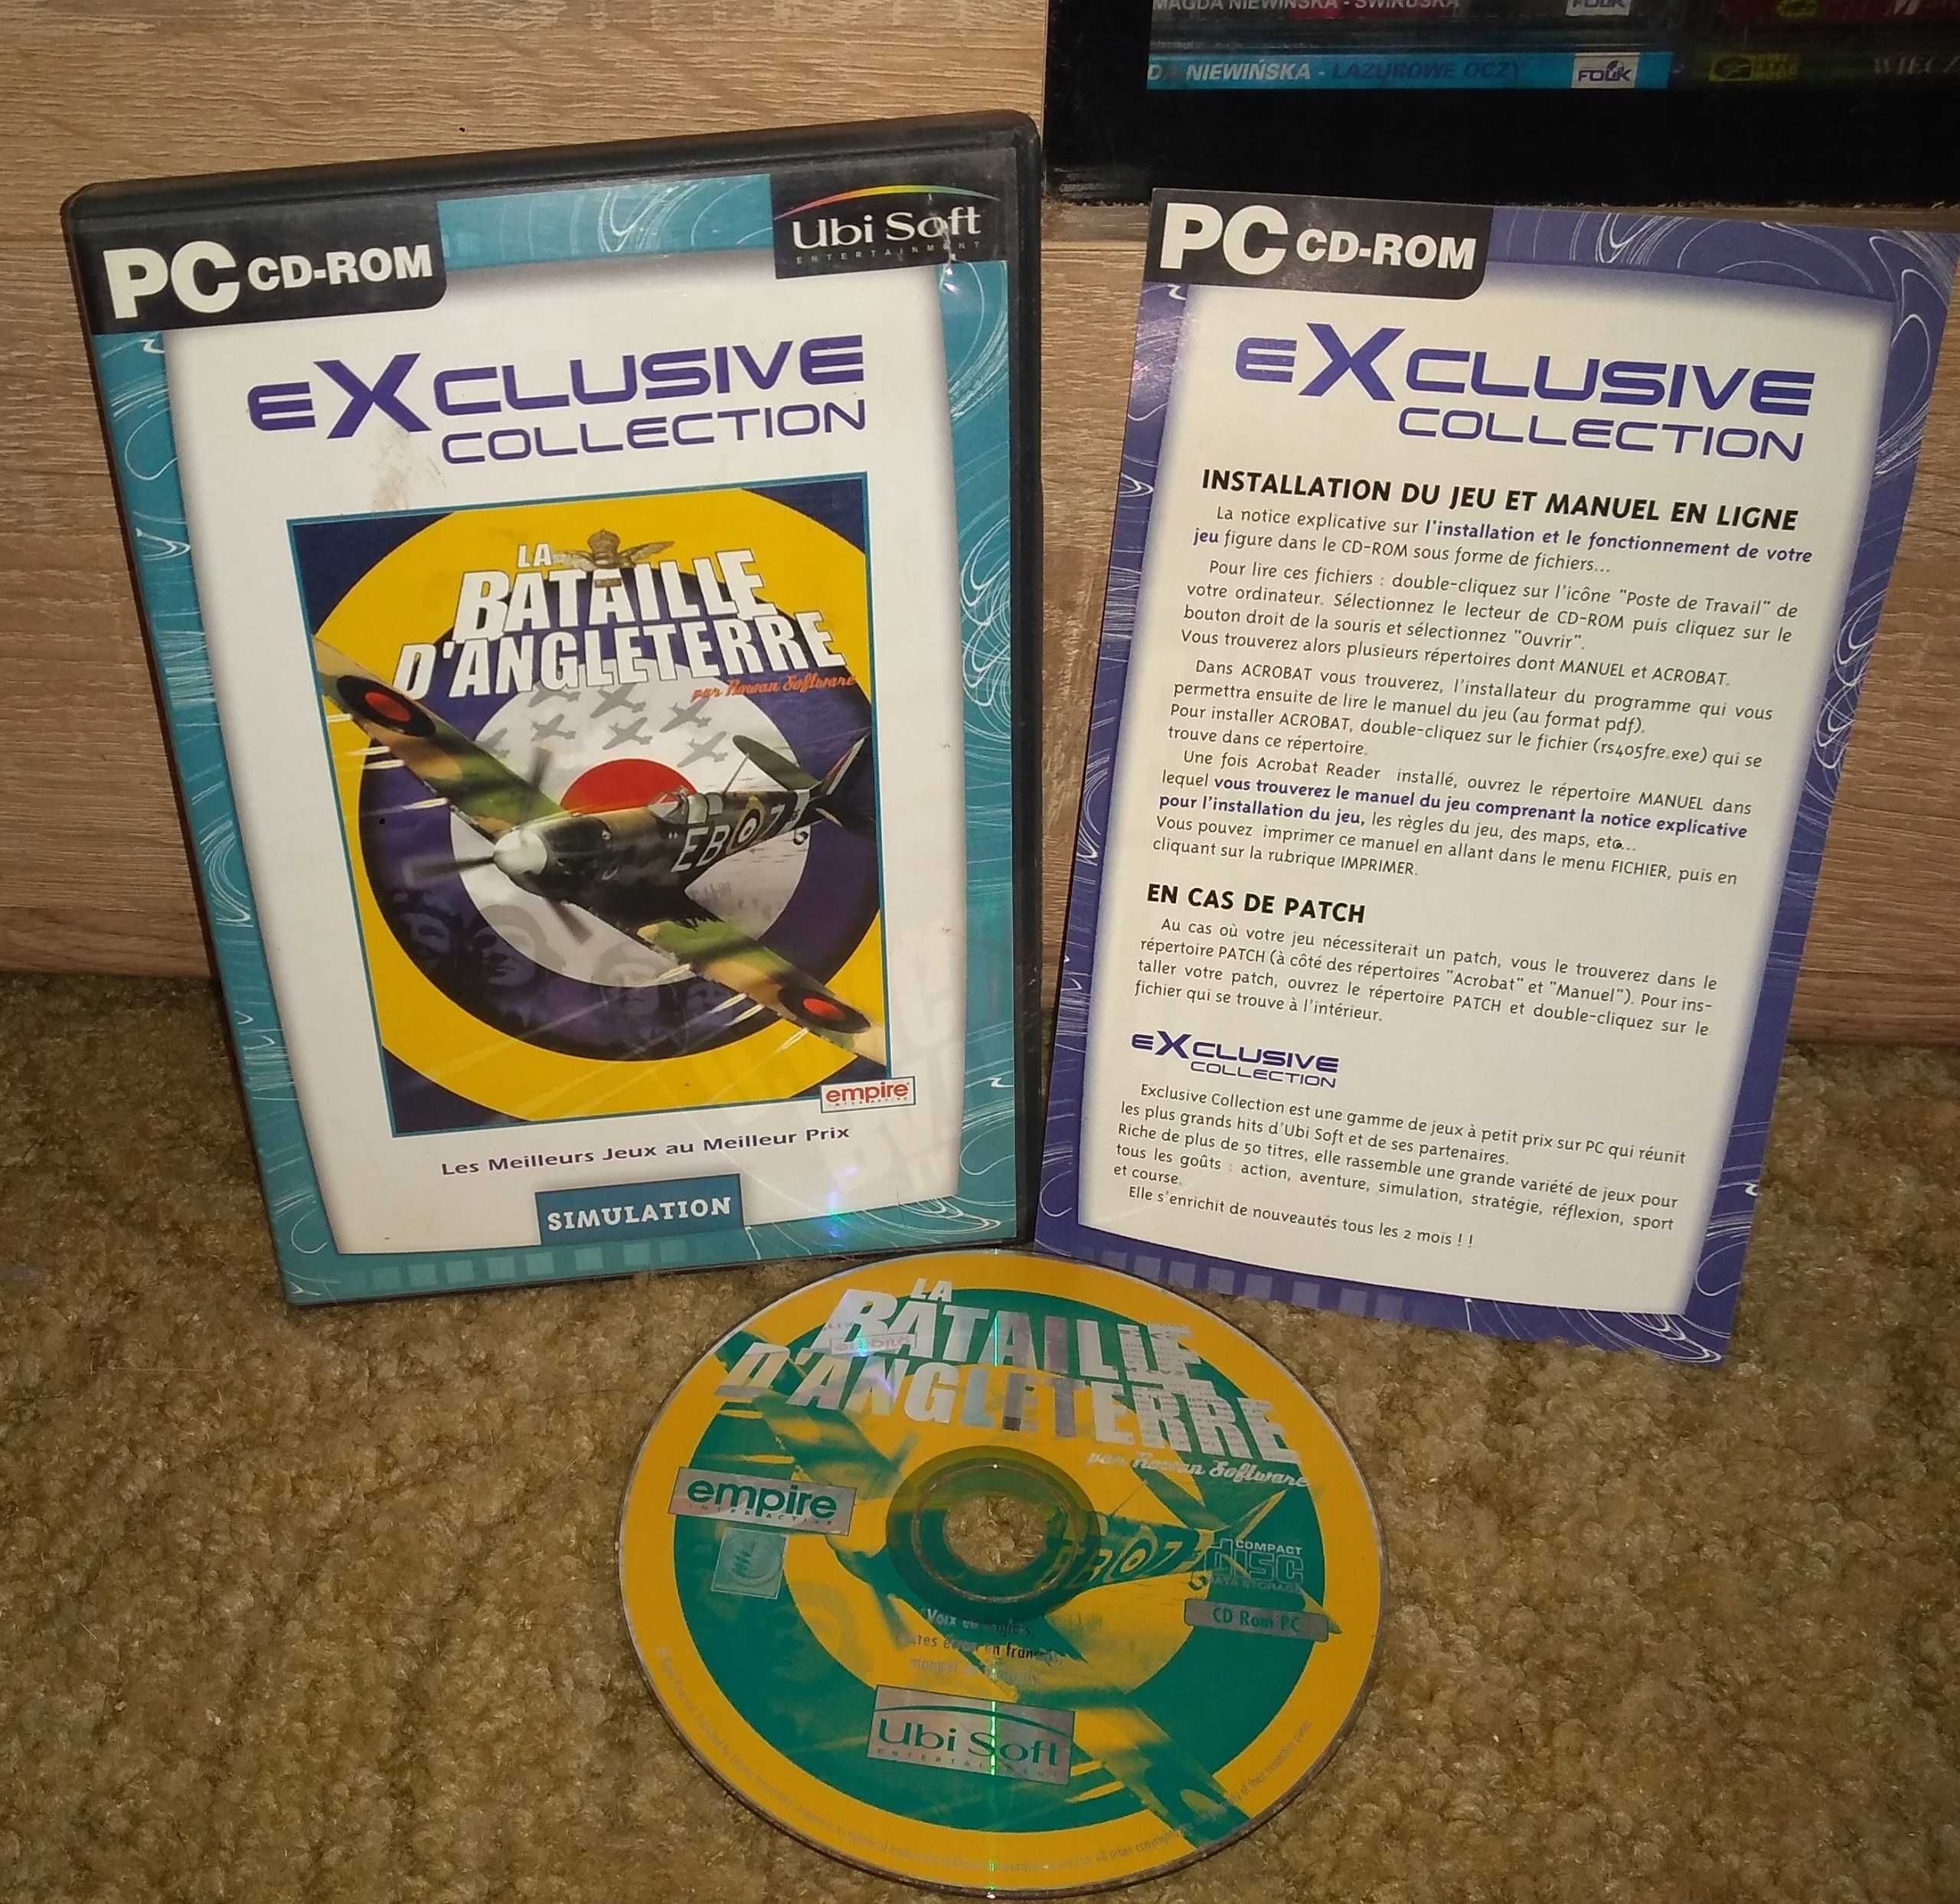 MAGDA NIEWIŃSKA - ŚWIRUSKA
FOLK
NIEWIŃSKA - LAZUROWE OCZY
FOLK
PC CD-ROM
Ubi Soft
ENTERTAINMENT
eXCLUSIVE
COLLECTION
LA
BATAILLE
D'ANGLETERRE
par Rowan Software
EB
empire
INTERACTIVE
Les Meilleurs Jeux au Meilleur Prix
SIMULATION
PC CD-ROM
eXCLUSIVE
COLLECTION
INSTALLATION DU JEU ET MANUEL EN LIGNE
La notice explicative sur l'installation et le fonctionnement de votre
jeu figure dans le CD-ROM sous forme de fichiers...
Pour lire ces fichiers : double-cliquez sur l'icône "Poste de Travail" de
votre ordinateur. Sélectionnez le lecteur de CD-ROM puis cliquez sur le
bouton droit de la souris et sélectionnez "Ouvrir".
Vous trouverez alors plusieurs répertoires dont MANUEL et ACROBAT.
Dans ACROBAT vous trouverez, l'installateur du programme qui vous
permettra ensuite de lire le manuel du jeu (au format pdf).
Pour installer ACROBAT, double-cliquez sur le fichier (rs405fre.exe) qui se
trouve dans ce répertoire.
Une fois Acrobat Reader installé, ouvrez le répertoire MANUEL dans
lequel vous trouverez le manuel du jeu comprenant la notice explicative
pour l'installation du jeu, les règles du jeu, des maps, etc...
Vous pouvez imprimer ce manuel en allant dans le menu FICHIER, puis en
cliquant sur la rubrique IMPRIMER.
EN CAS DE PATCH
Au cas où votre jeu nécessiterait un patch, vous le trouverez dans le
répertoire PATCH (à côté des répertoires "Acrobat" et "Manuel"). Pour ins-
taller votre patch, ouvrez le répertoire PATCH et double-cliquez sur le
fichier qui se trouve à l'intérieur.
eXCLUSIVE
COLLECTION
Exclusive Collection est une gamme de jeux à petit prix sur PC qui réunit
les plus grands hits d'Ubi Soft et de ses partenaires.
Riche de plus de 50 titres, elle rassemble une grande variété de jeux pour
tous les goûts : action, aventure, simulation, stratégie, réflexion, sport
et course.
Elle s'enrichit de nouveautés tous les 2 mois ! !
LA
BATAILLE
D'ANGLETERRE
par Rowan Software
empire
INTERACTIVE
COMPACT
disc
DATA STORAGE
CD Rom PC
Voix en
en français,
Ubi Soft
ENTERTAINMENT